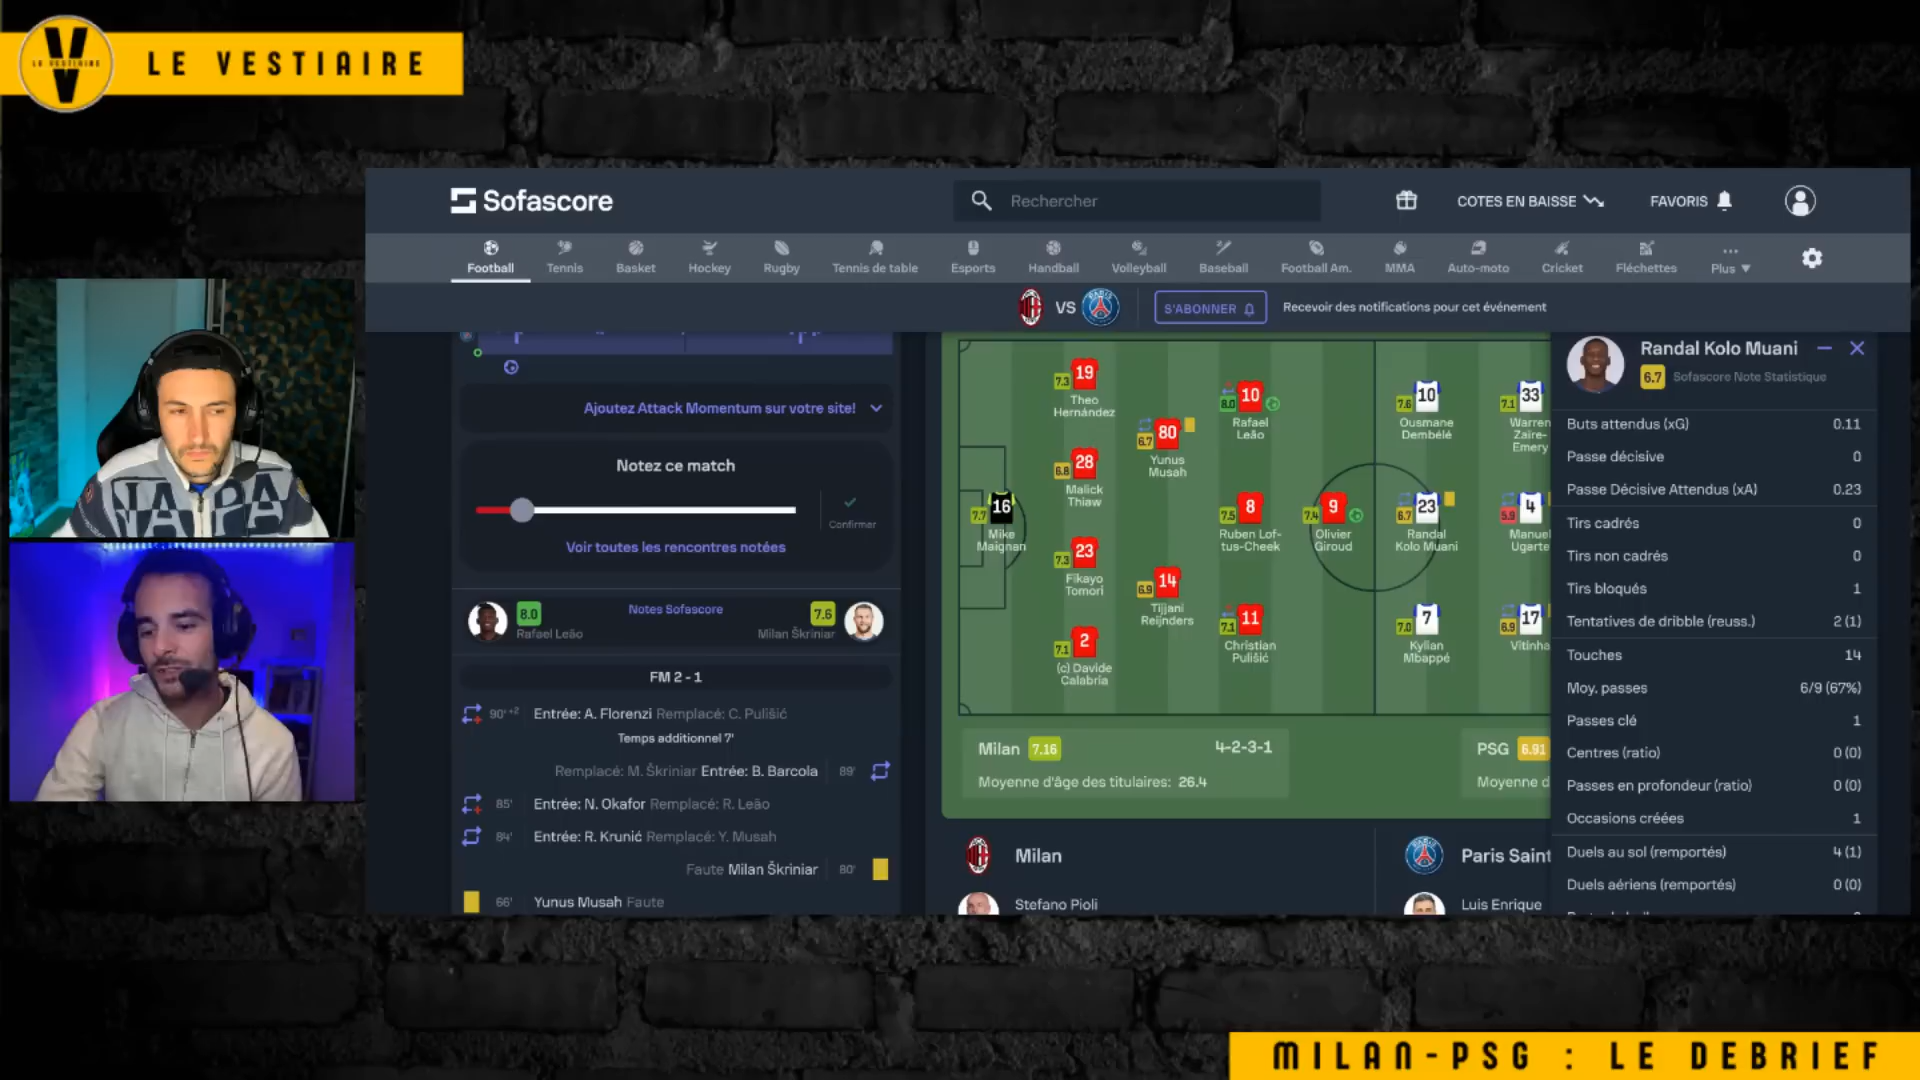 LE VESTIAIRE
LE VESTIAIRE
Sofascore
Rechercher
COTES EN BAISSE
FAVORIS
Football
Tennis
Basket
Hockey
Rugby
Tennis de table
Esports
Handball
Volleyball
Baseball
Football Am.
MMA
Auto-moto
Cricket
Fléchettes
Plus
VS
S'ABONNER
Recevoir des notifications pour cet événement
Ajoutez Attack Momentum sur votre site!
Notez ce match
Confirmer
Voir toutes les rencontres notées
8.0
Rafael Leão
Notes Sofascore
7.6
Milan Škriniar
FM 2 - 1
90'+2 Entrée: A. Florenzi Remplacé: C. Pulišić
Temps additionnel 7'
Remplacé: M. Škriniar Entrée: B. Barcola 89'
85' Entrée: N. Okafor Remplacé: R. Leão
84' Entrée: R. Krunić Remplacé: Y. Musah
Faute Milan Škriniar 80'
66' Yunus Musah Faute
16
7.7
Mike
Maignan
19
7.3
Theo
Hernández
28
6.8
Malick
Thiaw
23
7.3
Fikayo
Tomori
2
7.1
(c) Davide
Calabria
80
6.7
Yunus
Musah
14
6.9
Tijjani
Reijnders
10
8.0
Rafael
Leão
8
7.5
Ruben Lof-
tus-Cheek
11
7.1
Christian
Pulišić
9
7.4
Olivier
Giroud
10
7.6
Ousmane
Dembélé
23
6.7
Randal
Kolo Muani
7
7.0
Kylian
Mbappé
33
7.1
Warren
Zaïre-
Emery
4
5.9
Manuel
Ugarte
17
6.9
Vitinha
Milan 7.16
4-2-3-1
Moyenne d'âge des titulaires: 26.4
PSG 6.91
Moyenne d
Milan
Stefano Pioli
Paris Saint
Luis Enrique
Randal Kolo Muani
6.7 Sofascore Note Statistique
Buts attendus (xG) 0.11
Passe décisive 0
Passe Décisive Attendus (xA) 0.23
Tirs cadrés 0
Tirs non cadrés 0
Tirs bloqués 1
Tentatives de dribble (reuss.) 2 (1)
Touches 14
Moy. passes 6/9 (67%)
Passes clé 1
Centres (ratio) 0 (0)
Passes en profondeur (ratio) 0 (0)
Occasions créées 1
Duels au sol (remportés) 4 (1)
Duels aériens (remportés) 0 (0)
NAPA
MILAN-PSG : LE DEBRIEF